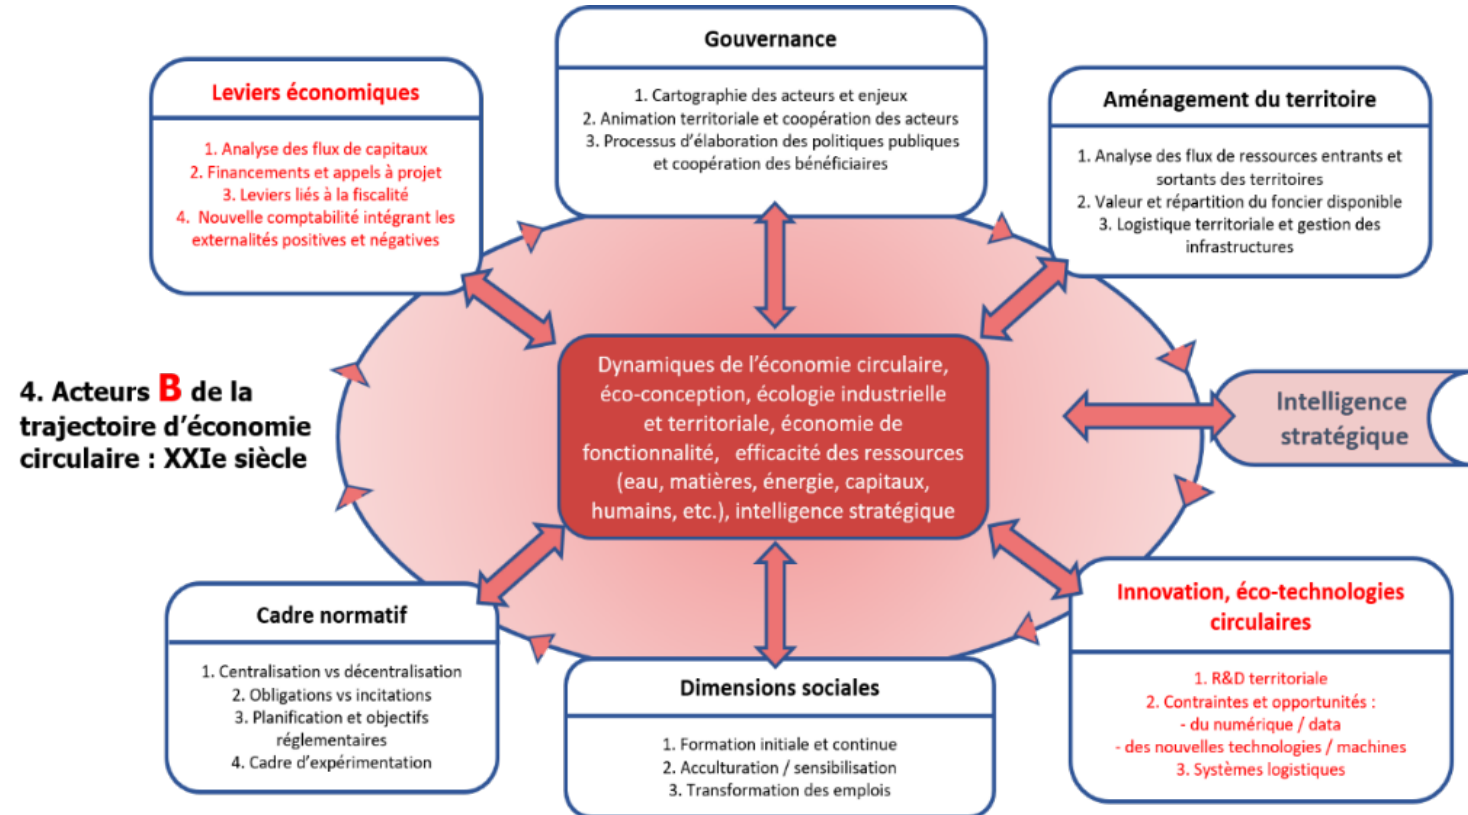 Gouvernance
1. Cartographie des acteurs et enjeux
2. Animation territoriale et coopération des acteurs
3. Processus d'élaboration des politiques publiques
et coopération des bénéficiaires
Leviers économiques
1. Analyse des flux de capitaux
2. Financements et appels à projet
3. Leviers liés à la fiscalité
4. Nouvelle comptabilité intégrant les
externalités positives et négatives
Aménagement du territoire
1. Analyse des flux de ressources entrants et
sortants des territoires
2. Valeur et répartition du foncier disponible
3. Logistique territoriale et gestion des
infrastructures
4. Acteurs B de la
trajectoire d'économie
circulaire : XXIe siècle
Dynamiques de l'économie circulaire,
éco-conception, écologie industrielle
et territoriale, économie de
fonctionnalité, efficacité des ressources
(eau, matières, énergie, capitaux,
humains, etc.), intelligence stratégique
Intelligence
stratégique
Cadre normatif
1. Centralisation vs décentralisation
2. Obligations vs incitations
3. Planification et objectifs
réglementaires
4. Cadre d'expérimentation
Dimensions sociales
1. Formation initiale et continue
2. Acculturation / sensibilisation
3. Transformation des emplois
Innovation, éco-technologies
circulaires
1. R&D territoriale
2. Contraintes et opportunités :
- du numérique / data
- des nouvelles technologies / machines
3. Systèmes logistiques